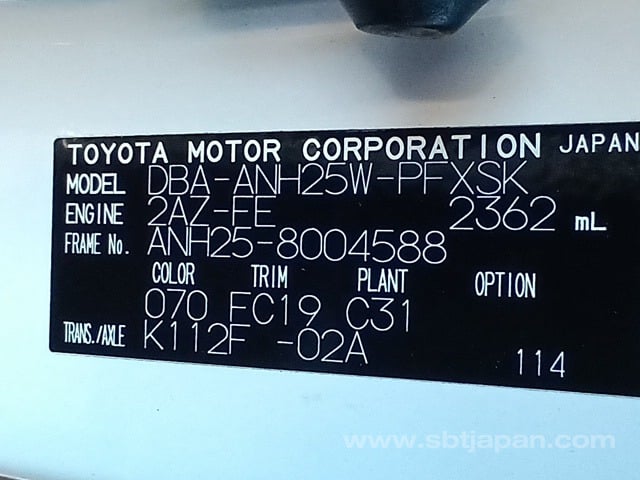 TOYOTA MOTOR CORPORATION JAPAN
MODEL DBA-ANH25W-PFXSK
ENGINE 2AZ-FE 2362 mL
FRAME No. ANH25-8004588
COLOR TRIM PLANT OPTION
070 FC19 C31
TRANS./AXLE K112F -02A
114
www.sbtjapan.com